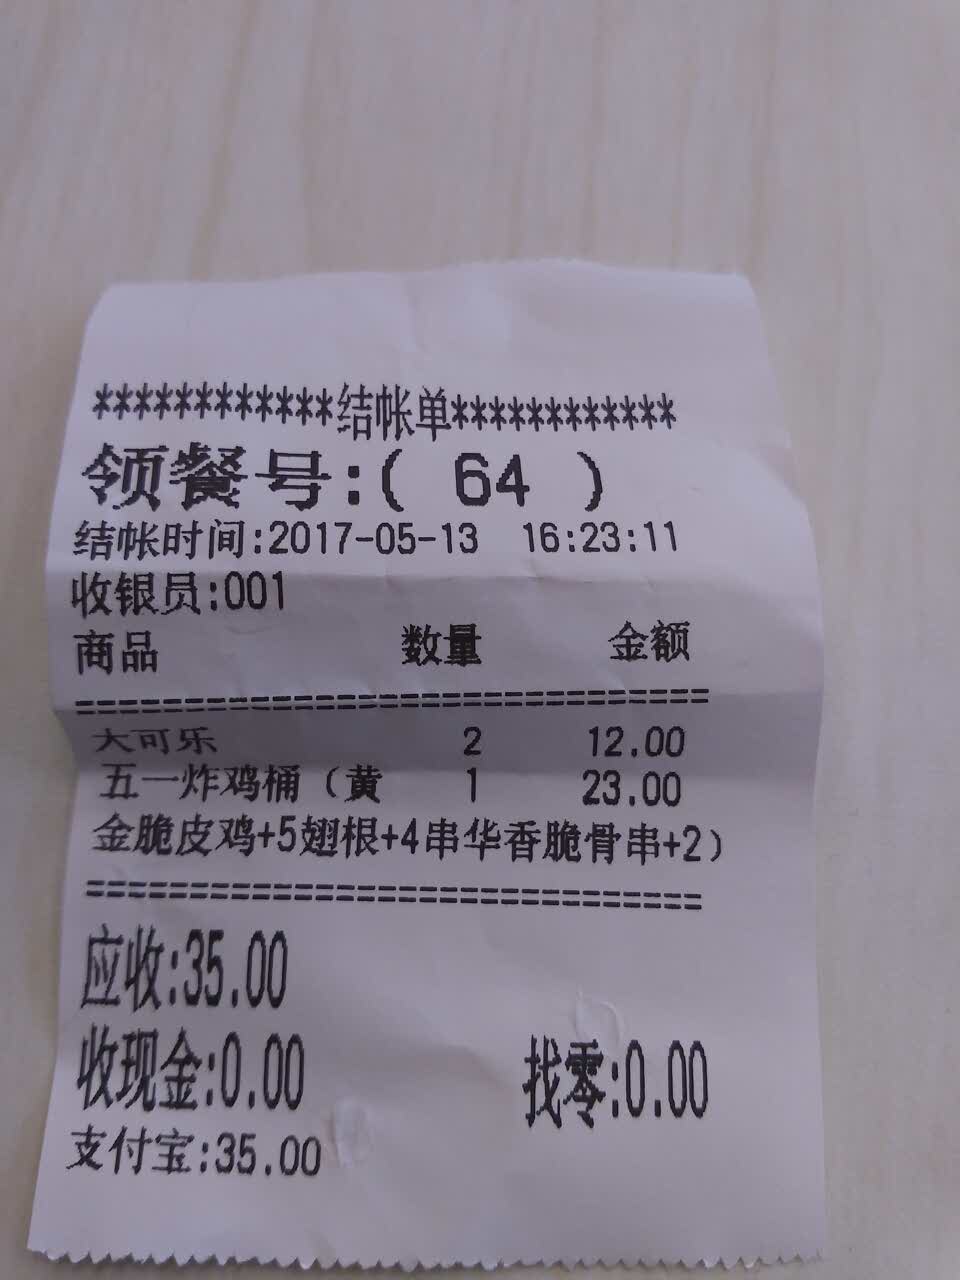 ************结帐单************
领餐号:( 64 )
结帐时间:2017-05-13 16:23:11
收银员:001
商品 数量 金额
==============================
大可乐 2 12.00
五一炸鸡桶（黄 1 23.00
金脆皮鸡+5翅根+4串华香脆骨串+2）
==============================
应收:35.00
收现金:0.00 找零:0.00
支付宝:35.00